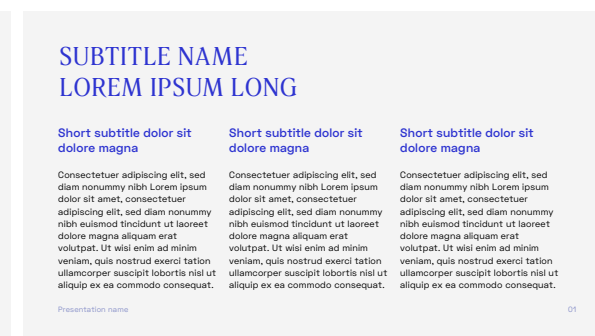 SUBTITLE NAME
LOREM IPSUM LONG
Short subtitle dolor sit
dolore magna
Consectetuer adipiscing elit, sed
diam nonummy nibh Lorem ipsum
dolor sit amet, consectetuer
adipiscing elit, sed diam nonummy
nibh euismod tincidunt ut laoreet
dolore magna aliquam erat
volutpat. Ut wisi enim ad minim
veniam, quis nostrud exerci tation
ullamcorper suscipit lobortis nisl ut
aliquip ex ea commodo consequat.
Short subtitle dolor sit
dolore magna
Consectetuer adipiscing elit, sed
diam nonummy nibh Lorem ipsum
dolor sit amet, consectetuer
adipiscing elit, sed diam nonummy
nibh euismod tincidunt ut laoreet
dolore magna aliquam erat
volutpat. Ut wisi enim ad minim
veniam, quis nostrud exerci tation
ullamcorper suscipit lobortis nisl ut
aliquip ex ea commodo consequat.
Short subtitle dolor sit
dolore magna
Consectetuer adipiscing elit, sed
diam nonummy nibh Lorem ipsum
dolor sit amet, consectetuer
adipiscing elit, sed diam nonummy
nibh euismod tincidunt ut laoreet
dolore magna aliquam erat
volutpat. Ut wisi enim ad minim
veniam, quis nostrud exerci tation
ullamcorper suscipit lobortis nisl ut
aliquip ex ea commodo consequat.
Presentation name
01